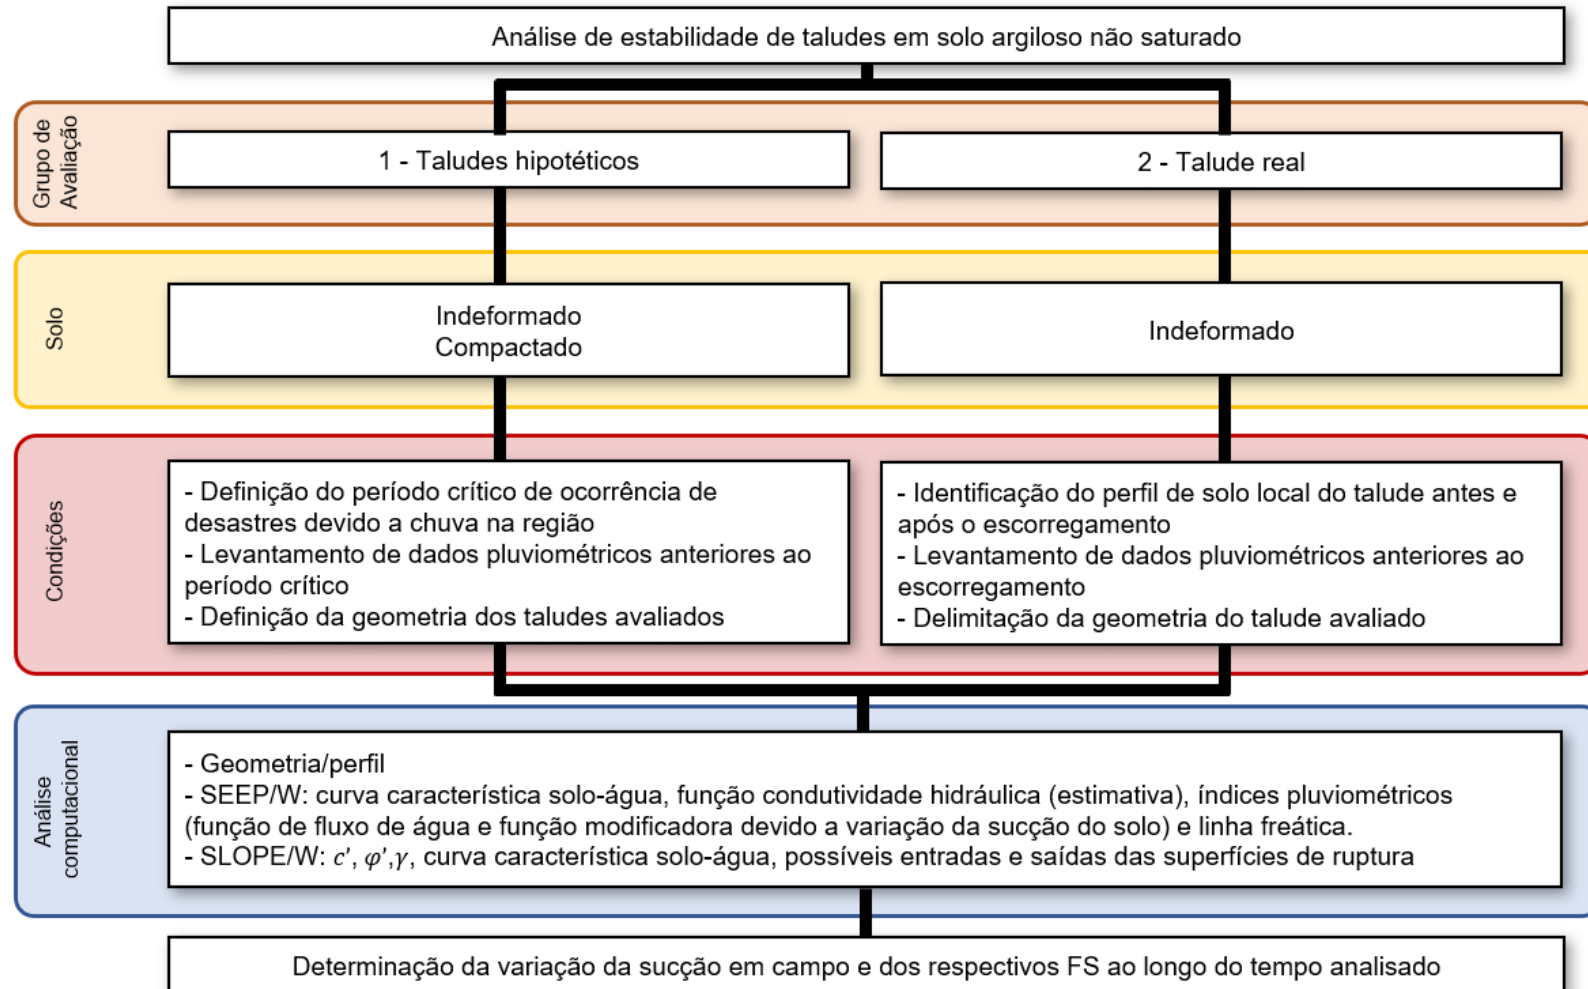 Análise de estabilidade de taludes em solo argiloso não saturado
Grupo de
Avaliação
1 - Taludes hipotéticos
2 - Talude real
Solo
Indeformado
Compactado
Indeformado
Condições
- Definição do período crítico de ocorrência de
desastres devido a chuva na região
- Levantamento de dados pluviométricos anteriores ao
período crítico
- Definição da geometria dos taludes avaliados
- Identificação do perfil de solo local do talude antes e
após o escorregamento
- Levantamento de dados pluviométricos anteriores ao
escorregamento
- Delimitação da geometria do talude avaliado
Análise
computacional
- Geometria/perfil
- SEEP/W: curva característica solo-água, função condutividade hidráulica (estimativa), índices pluviométricos
(função de fluxo de água e função modificadora devido a variação da sucção do solo) e linha freática.
- SLOPE/W: c’, φ’,γ, curva característica solo-água, possíveis entradas e saídas das superfícies de ruptura
Determinação da variação da sucção em campo e dos respectivos FS ao longo do tempo analisado